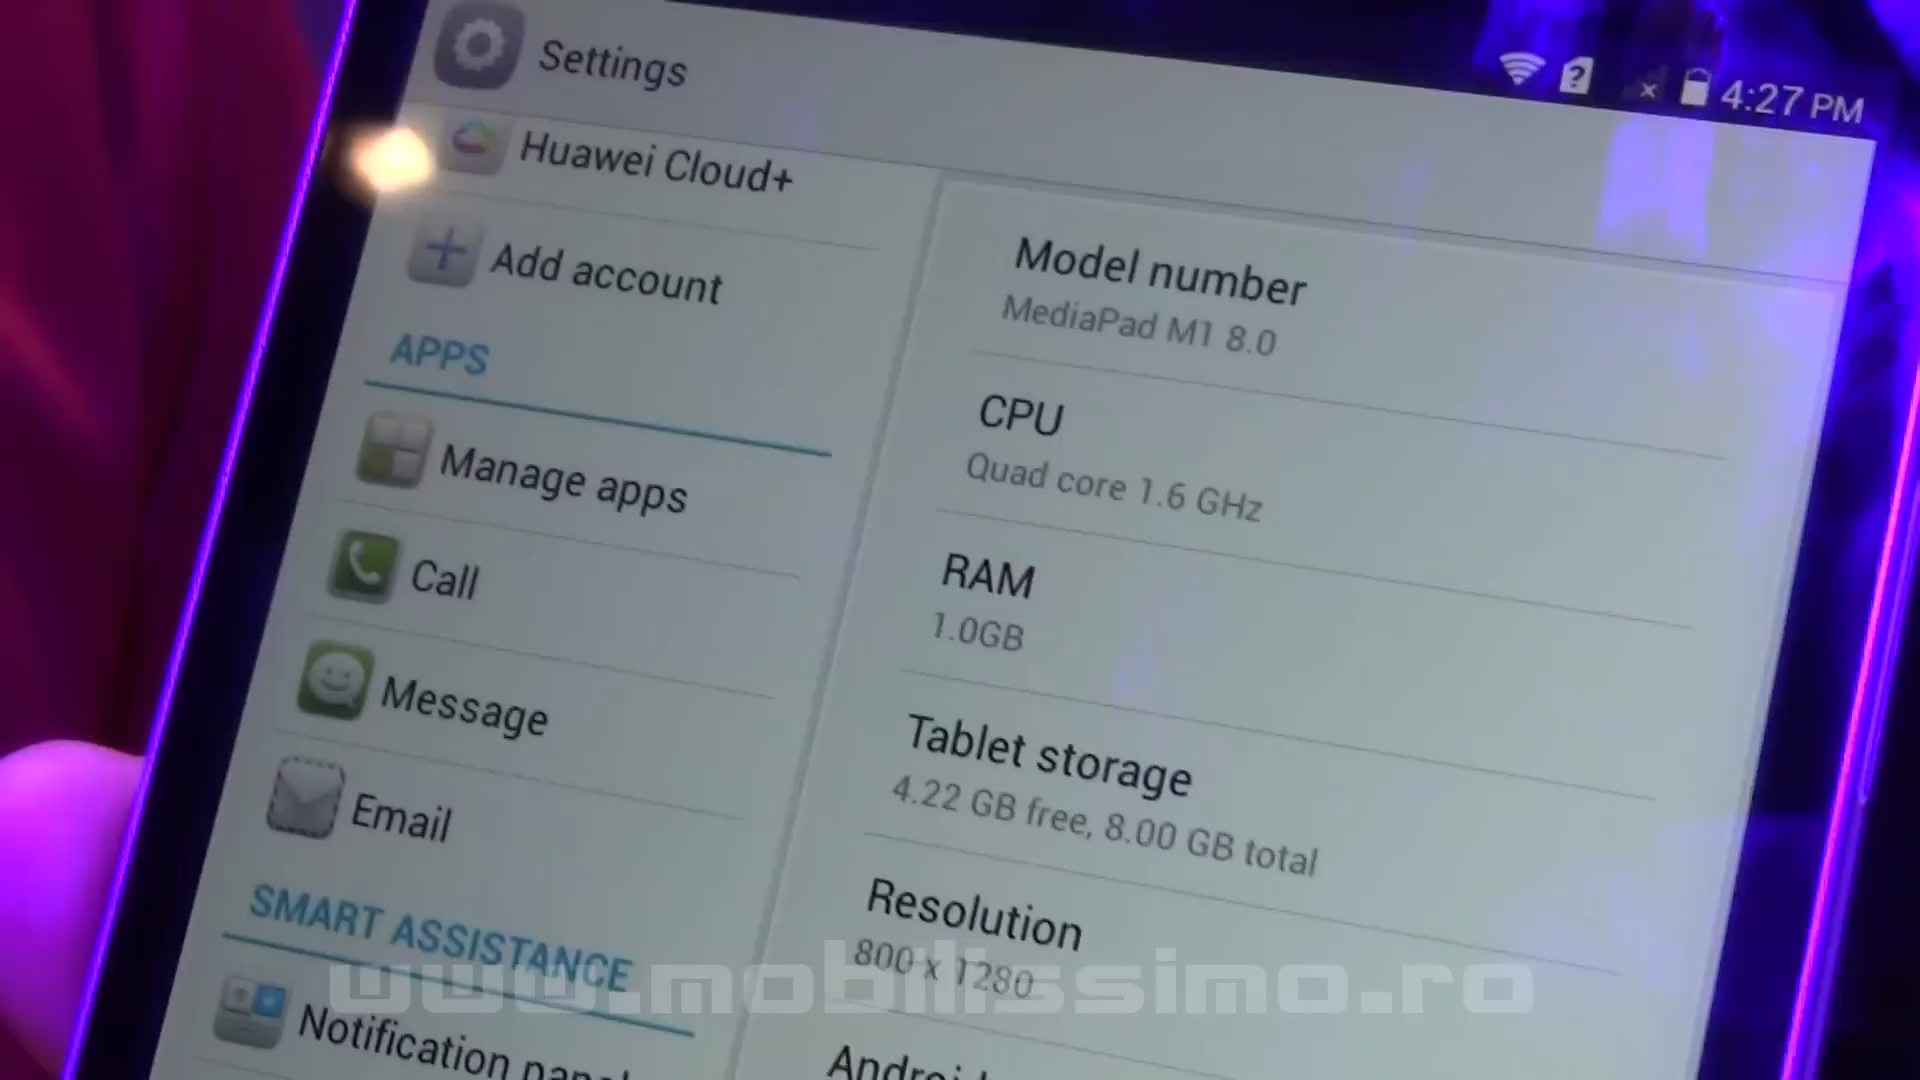 Settings
4:27 PM
Huawei Cloud+
Add account
APPS
Manage apps
Call
Message
Email
SMART ASSISTANCE
Notification
Model number
MediaPad M1 8.0
CPU
Quad core 1.6 GHz
RAM
1.0GB
Tablet storage
4.22 GB free, 8.00 GB total
Resolution
800 x 1280
www.mobilissimo.ro